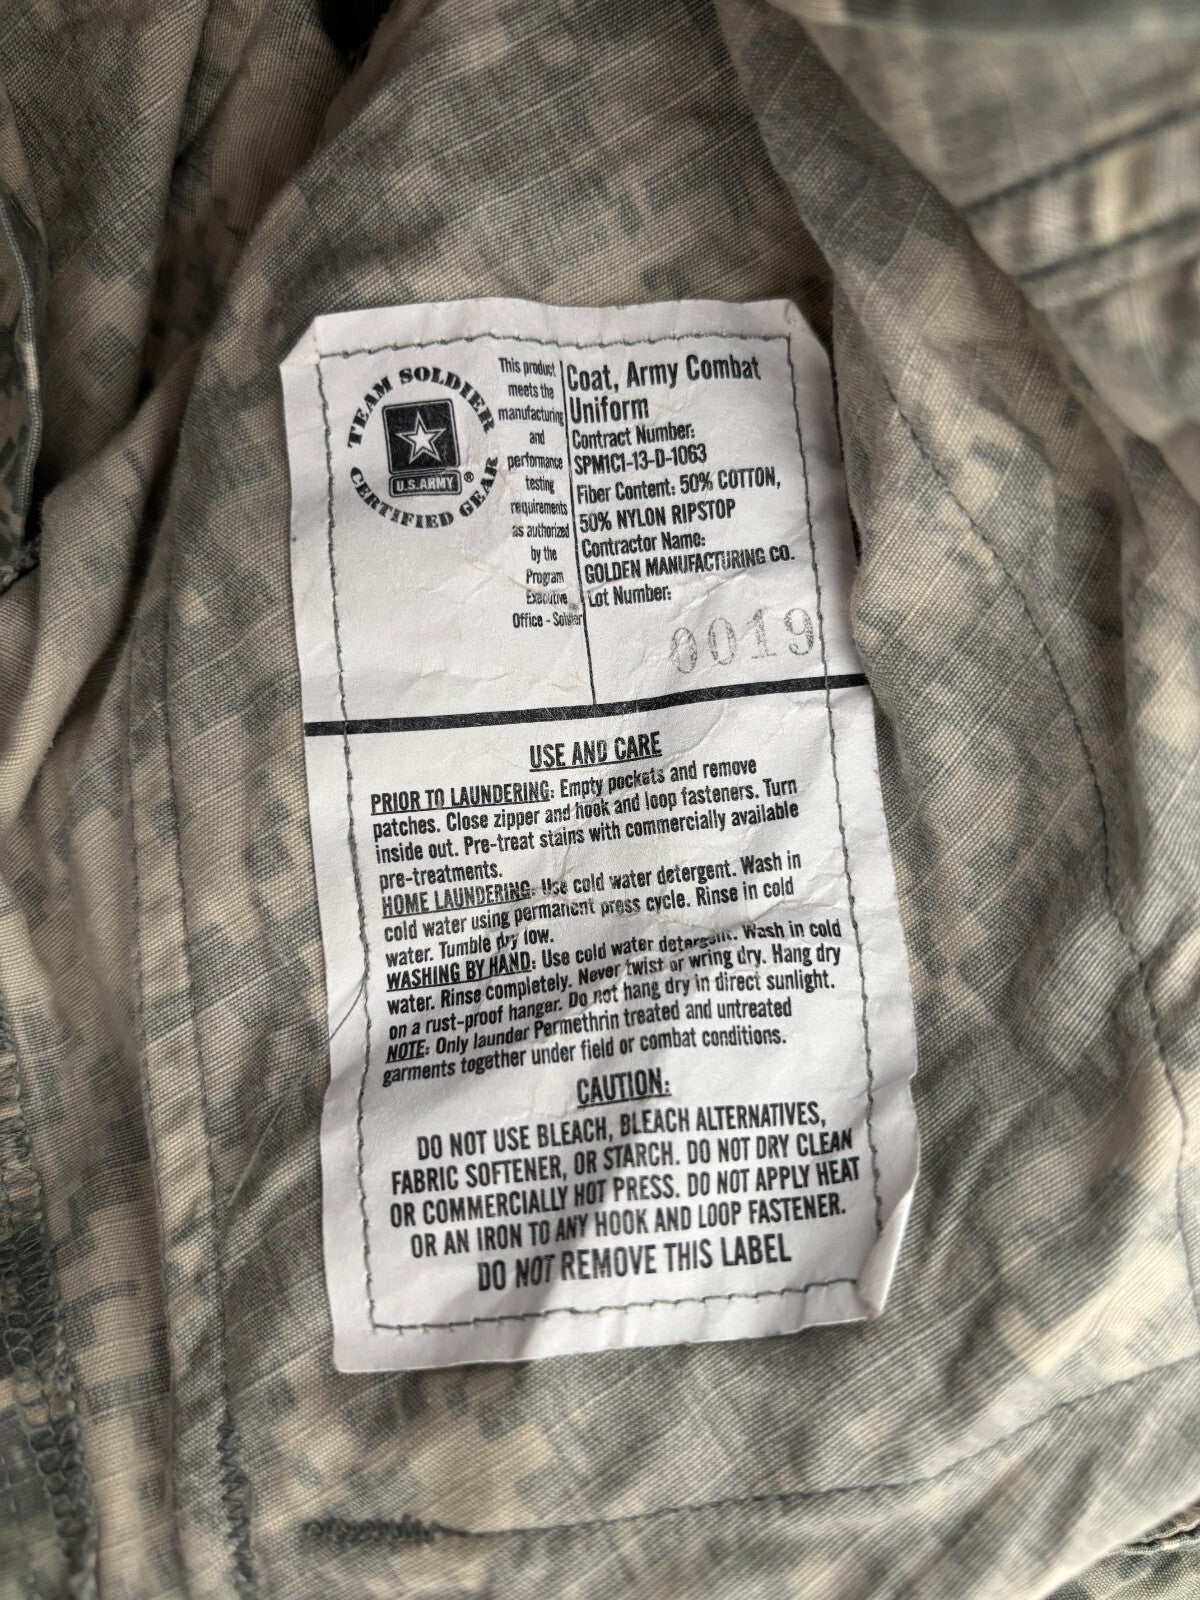 TEAM SOLDIER
U.S.ARMY ®
CERTIFIED GEAR
This product
meets the
manufacturing
and
performance
testing
requirements
as authorized
by the
Program
Executive
Office - Soldier
Coat, Army Combat
Uniform
Contract Number:
SPM1C1-13-D-1063
Fiber Content: 50% COTTON,
50% NYLON RIPSTOP
Contractor Name:
GOLDEN MANUFACTURING CO.
Lot Number:
0019
USE AND CARE
PRIOR TO LAUNDERING: Empty pockets and remove
patches. Close zipper and hook and loop fasteners. Turn
inside out. Pre-treat stains with commercially available
pre-treatments.
HOME LAUNDERING: Use cold water detergent. Wash in
cold water using permanent press cycle. Rinse in cold
water. Tumble dry low.
WASHING BY HAND: Use cold water detergent. Wash in cold
water. Rinse completely. Never twist or wring dry. Hang dry
on a rust-proof hanger. Do not hang dry in direct sunlight.
NOTE: Only launder Permethrin treated and untreated
garments together under field or combat conditions.
CAUTION:
DO NOT USE BLEACH, BLEACH ALTERNATIVES,
FABRIC SOFTENER, OR STARCH. DO NOT DRY CLEAN
OR COMMERCIALLY HOT PRESS. DO NOT APPLY HEAT
OR AN IRON TO ANY HOOK AND LOOP FASTENER.
DO NOT REMOVE THIS LABEL